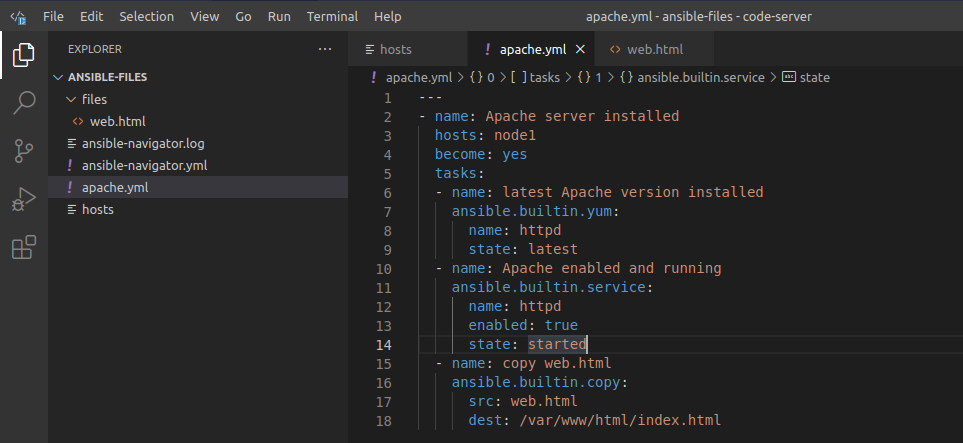 File Edit Selection View Go Run Terminal Help apache.yml - ansible-files - code-server
EXPLORER ···
ANSIBLE-FILES
files
<> web.html
ansible-navigator.log
! ansible-navigator.yml
! apache.yml
hosts
hosts ! apache.yml × <> web.html
! apache.yml > {} 0 > [ ] tasks > {} 1 > {} ansible.builtin.service > abc state
1 ---
2 - name: Apache server installed
3   hosts: node1
4   become: yes
5   tasks:
6   - name: latest Apache version installed
7     ansible.builtin.yum:
8       name: httpd
9       state: latest
10   - name: Apache enabled and running
11     ansible.builtin.service:
12       name: httpd
13       enabled: true
14       state: started
15   - name: copy web.html
16     ansible.builtin.copy:
17       src: web.html
18       dest: /var/www/html/index.html